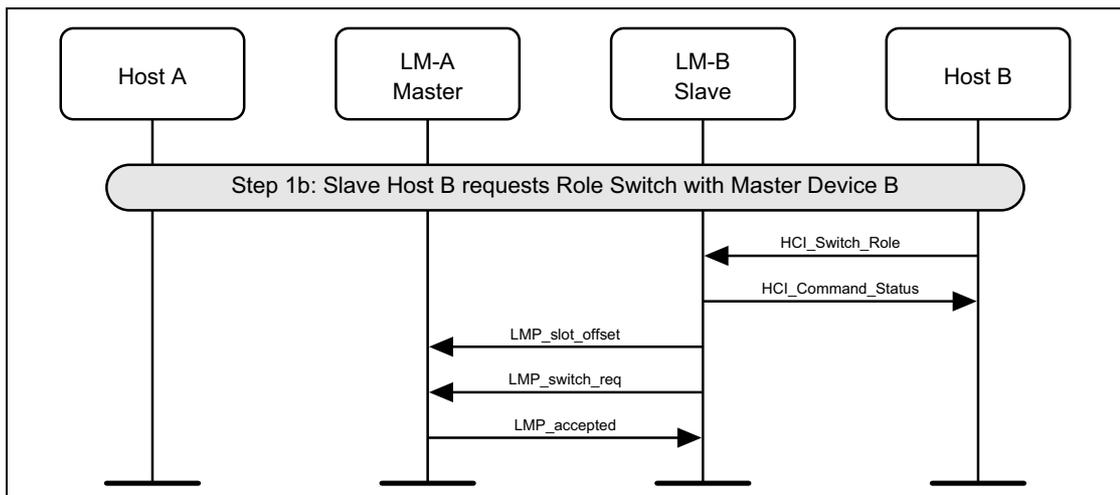 Host A
LM-A
Master
LM-B
Slave
Host B
Step 1b: Slave Host B requests Role Switch with Master Device B
HCI_Switch_Role
HCI_Command_Status
LMP_slot_offset
LMP_switch_req
LMP_accepted